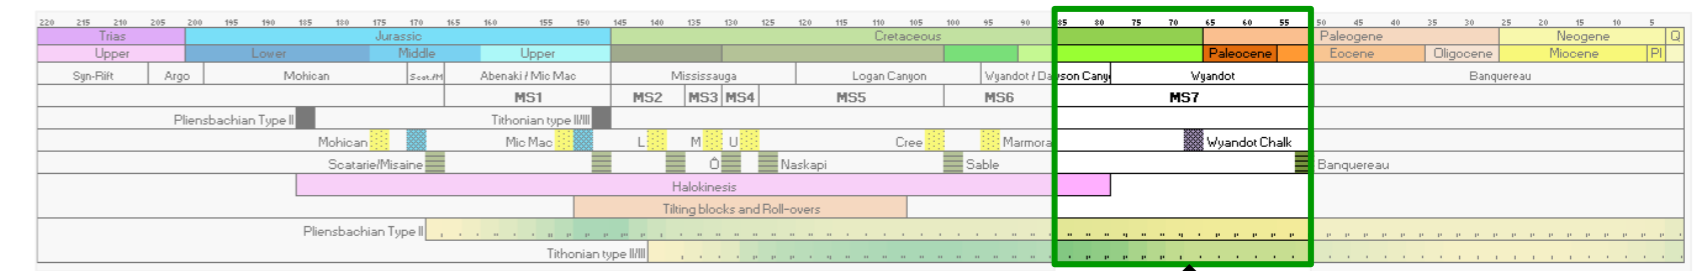 220 215 210 205 200 195 190 185 180 175 170 165 160 155 150 145 140 135 130 125 120 115 110 105 100 95 90 85 80 75 70 65 60 55 50 45 40 35 30 25 20 15 10 5
Trias Jurassic Cretaceous Paleogene Neogene Q
Upper Lower Middle Upper Paleocene Eocene Oligocene Miocene Pl
Syn-Rift Argo Mohican Scat./M Abenaki / Mic Mac Mississauga Logan Canyon Wyandot / Dawson Cany Wyandot Banquereau
MS1 MS2 MS3 MS4 MS5 MS6 MS7
Pliensbachian Type II Tithonian type II/III
Mohican Mic Mac L M U Cree Marmora Wyandot Chalk
Scatarie/Misaine O Naskapi Sable Banquereau
Halokinesis
Tilting blocks and Roll-overs
Pliensbachian Type II
Tithonian type II/III